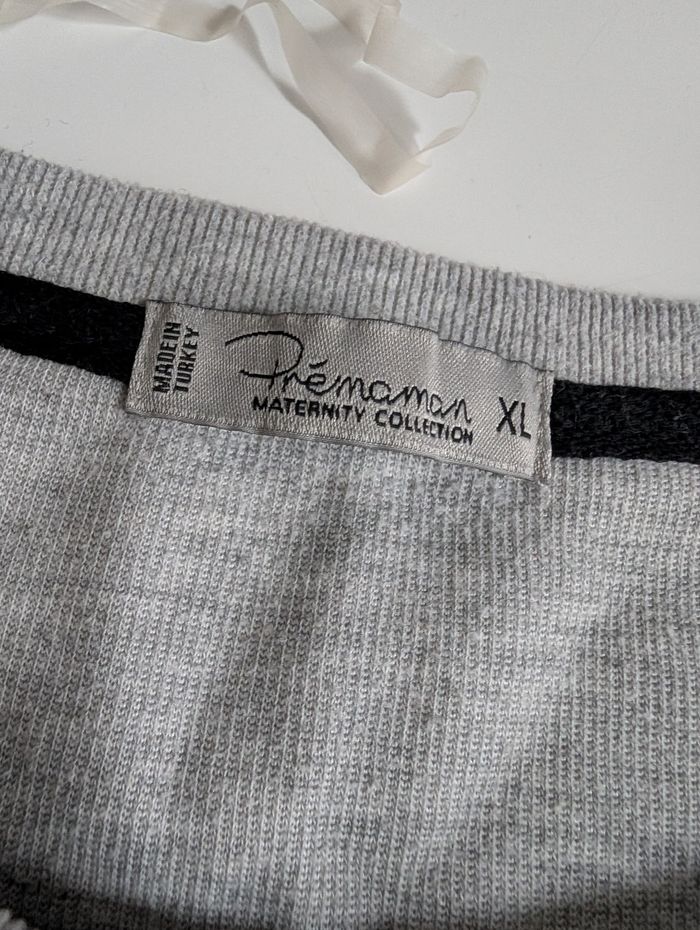 MADE IN
TURKEY
Prémaman
MATERNITY COLLECTION
XL